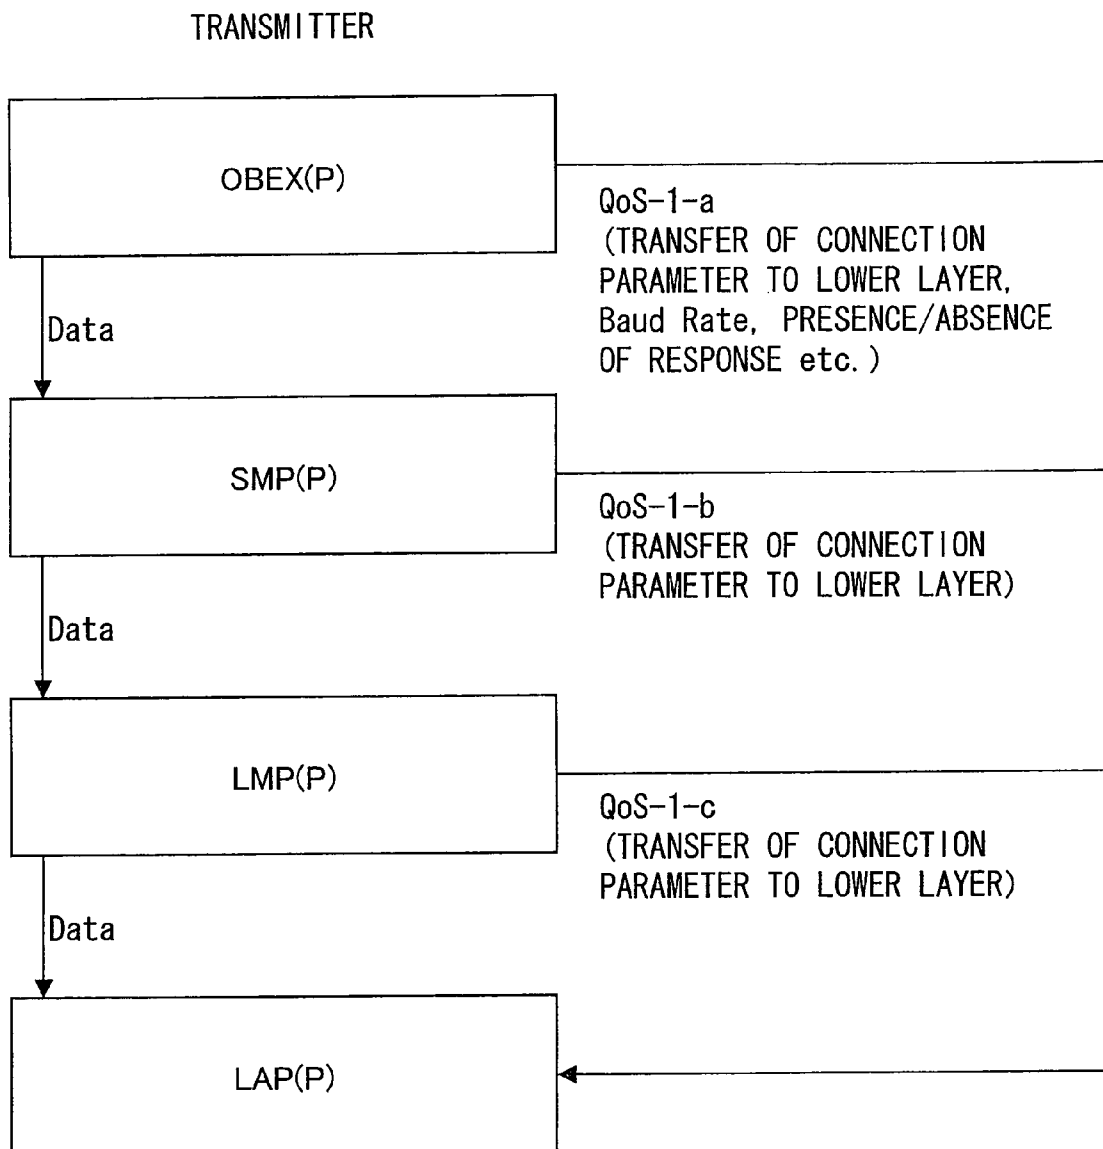 TRANSMITTER
OBEX(P)
QoS-1-a
(TRANSFER OF CONNECTION
PARAMETER TO LOWER LAYER,
Baud Rate, PRESENCE/ABSENCE
OF RESPONSE etc.)
Data
SMP(P)
QoS-1-b
(TRANSFER OF CONNECTION
PARAMETER TO LOWER LAYER)
Data
LMP(P)
QoS-1-c
(TRANSFER OF CONNECTION
PARAMETER TO LOWER LAYER)
Data
LAP(P)